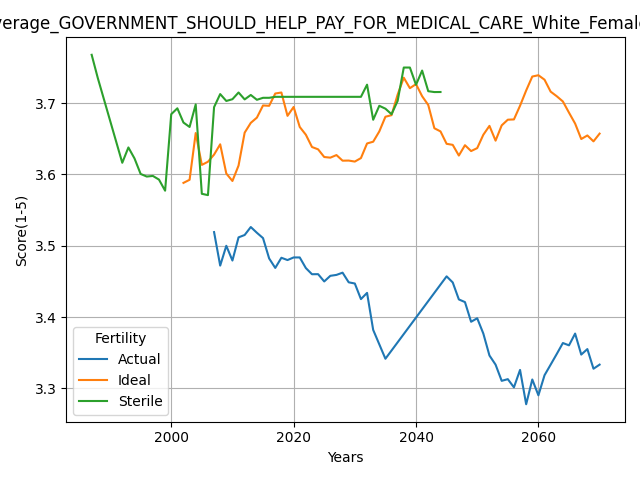 verage_GOVERNMENT_SHOULD_HELP_PAY_FOR_MEDICAL_CARE_White_Female
3.7
3.6
3.5
3.4
3.3
Score(1-5)
Fertility
Actual
Ideal
Sterile
2000
2020
2040
2060
Years